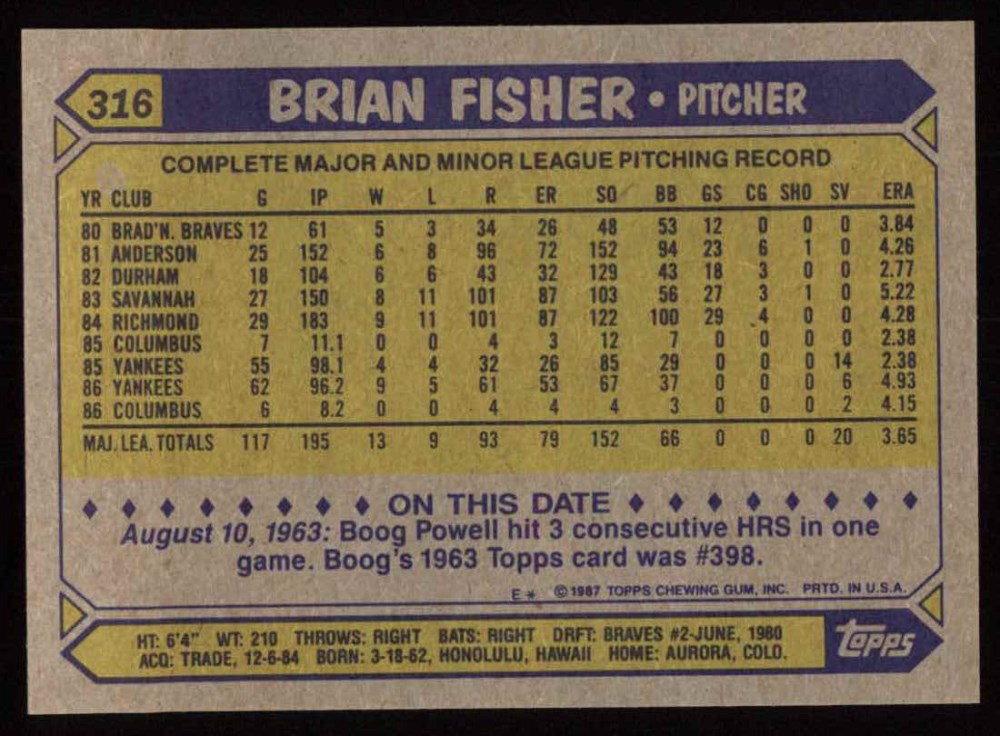 316 BRIAN FISHER • PITCHER
COMPLETE MAJOR AND MINOR LEAGUE PITCHING RECORD
YR CLUB G IP W L R ER SO BB GS CG SHO SV ERA
80 BRAD'N. BRAVES 12 61 5 3 34 26 48 53 12 0 0 0 3.84
81 ANDERSON 25 152 6 8 96 72 152 94 23 6 1 0 4.26
82 DURHAM 18 104 6 6 43 32 129 43 18 3 0 0 2.77
83 SAVANNAH 27 150 8 11 101 87 103 56 27 3 1 0 5.22
84 RICHMOND 29 183 9 11 101 87 122 100 29 4 0 0 4.28
85 COLUMBUS 7 11.1 0 0 4 3 12 7 0 0 0 0 2.38
85 YANKEES 55 98.1 4 4 32 26 85 29 0 0 0 14 2.38
86 YANKEES 62 96.2 9 5 61 53 67 37 0 0 0 6 4.93
86 COLUMBUS 6 8.2 0 0 4 4 4 3 0 0 0 2 4.15
MAJ. LEA. TOTALS 117 195 13 9 93 79 152 66 0 0 0 20 3.65
ON THIS DATE
August 10, 1963: Boog Powell hit 3 consecutive HRS in one
game. Boog's 1963 Topps card was #398.
E* © 1987 TOPPS CHEWING GUM, INC. PRTD. IN U.S.A.
HT: 6'4" WT: 210 THROWS: RIGHT BATS: RIGHT DRFT: BRAVES #2-JUNE, 1980
ACQ: TRADE, 12-6-84 BORN: 3-18-62, HONOLULU, HAWAII HOME: AURORA, COLO.
Topps